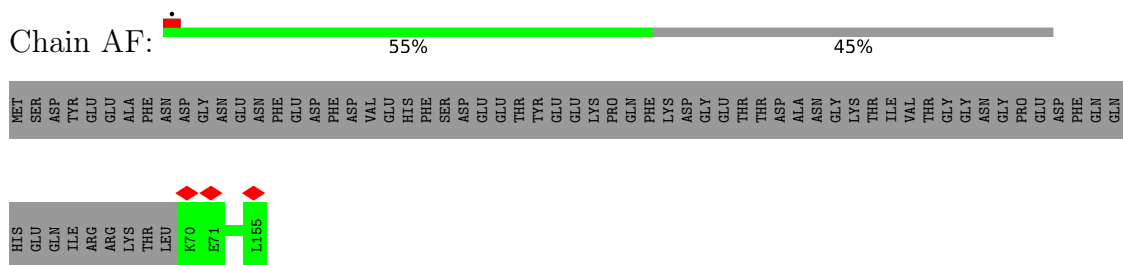 Chain AF:
55%
45%
MET SER ASP TYR GLU GLU ALA PHE ASN ASP GLY ASN GLU ASN PHE GLU ASP PHE ASP VAL GLU HIS PHE SER ASP GLU GLU THR TYR GLU GLU LYS PRO GLN PHE LYS ASP GLY GLU THR THR ASP ALA ASN GLY LYS THR ILE VAL THR GLY GLY ASN GLY PRO GLU ASP PHE GLN GLN
HIS GLU GLN ILE ARG ARG LYS THR LEU K70 E71 L155